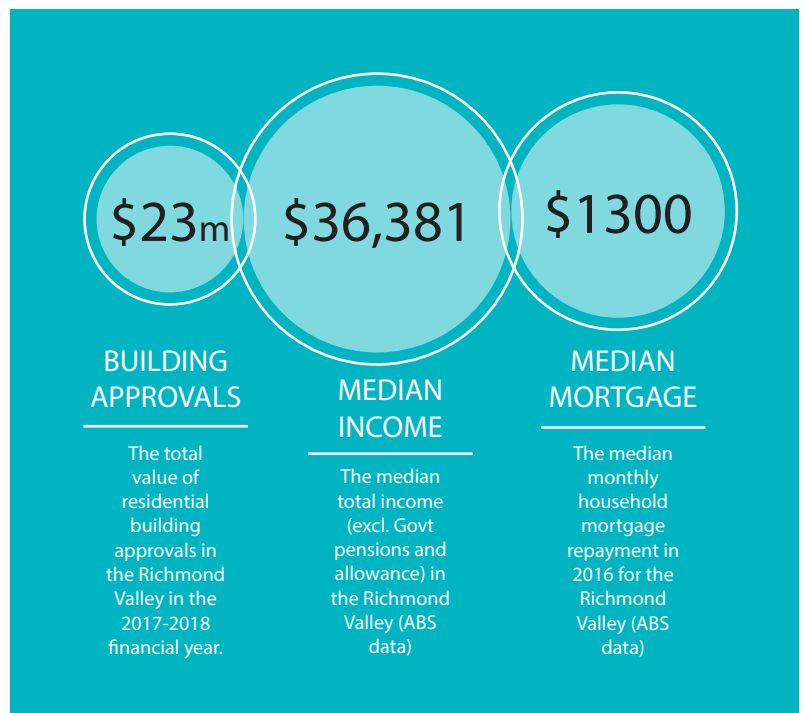 $23m
$36,381
$1300
BUILDING
APPROVALS
The total
value of
residential
building
approvals in
the Richmond
Valley in the
2017-2018
financial year.
MEDIAN
INCOME
The median
total income
(excl. Govt
pensions and
allowance) in
the Richmond
Valley (ABS
data)
MEDIAN
MORTGAGE
The median
monthly
household
mortgage
repayment in
2016 for the
Richmond
Valley (ABS
data)